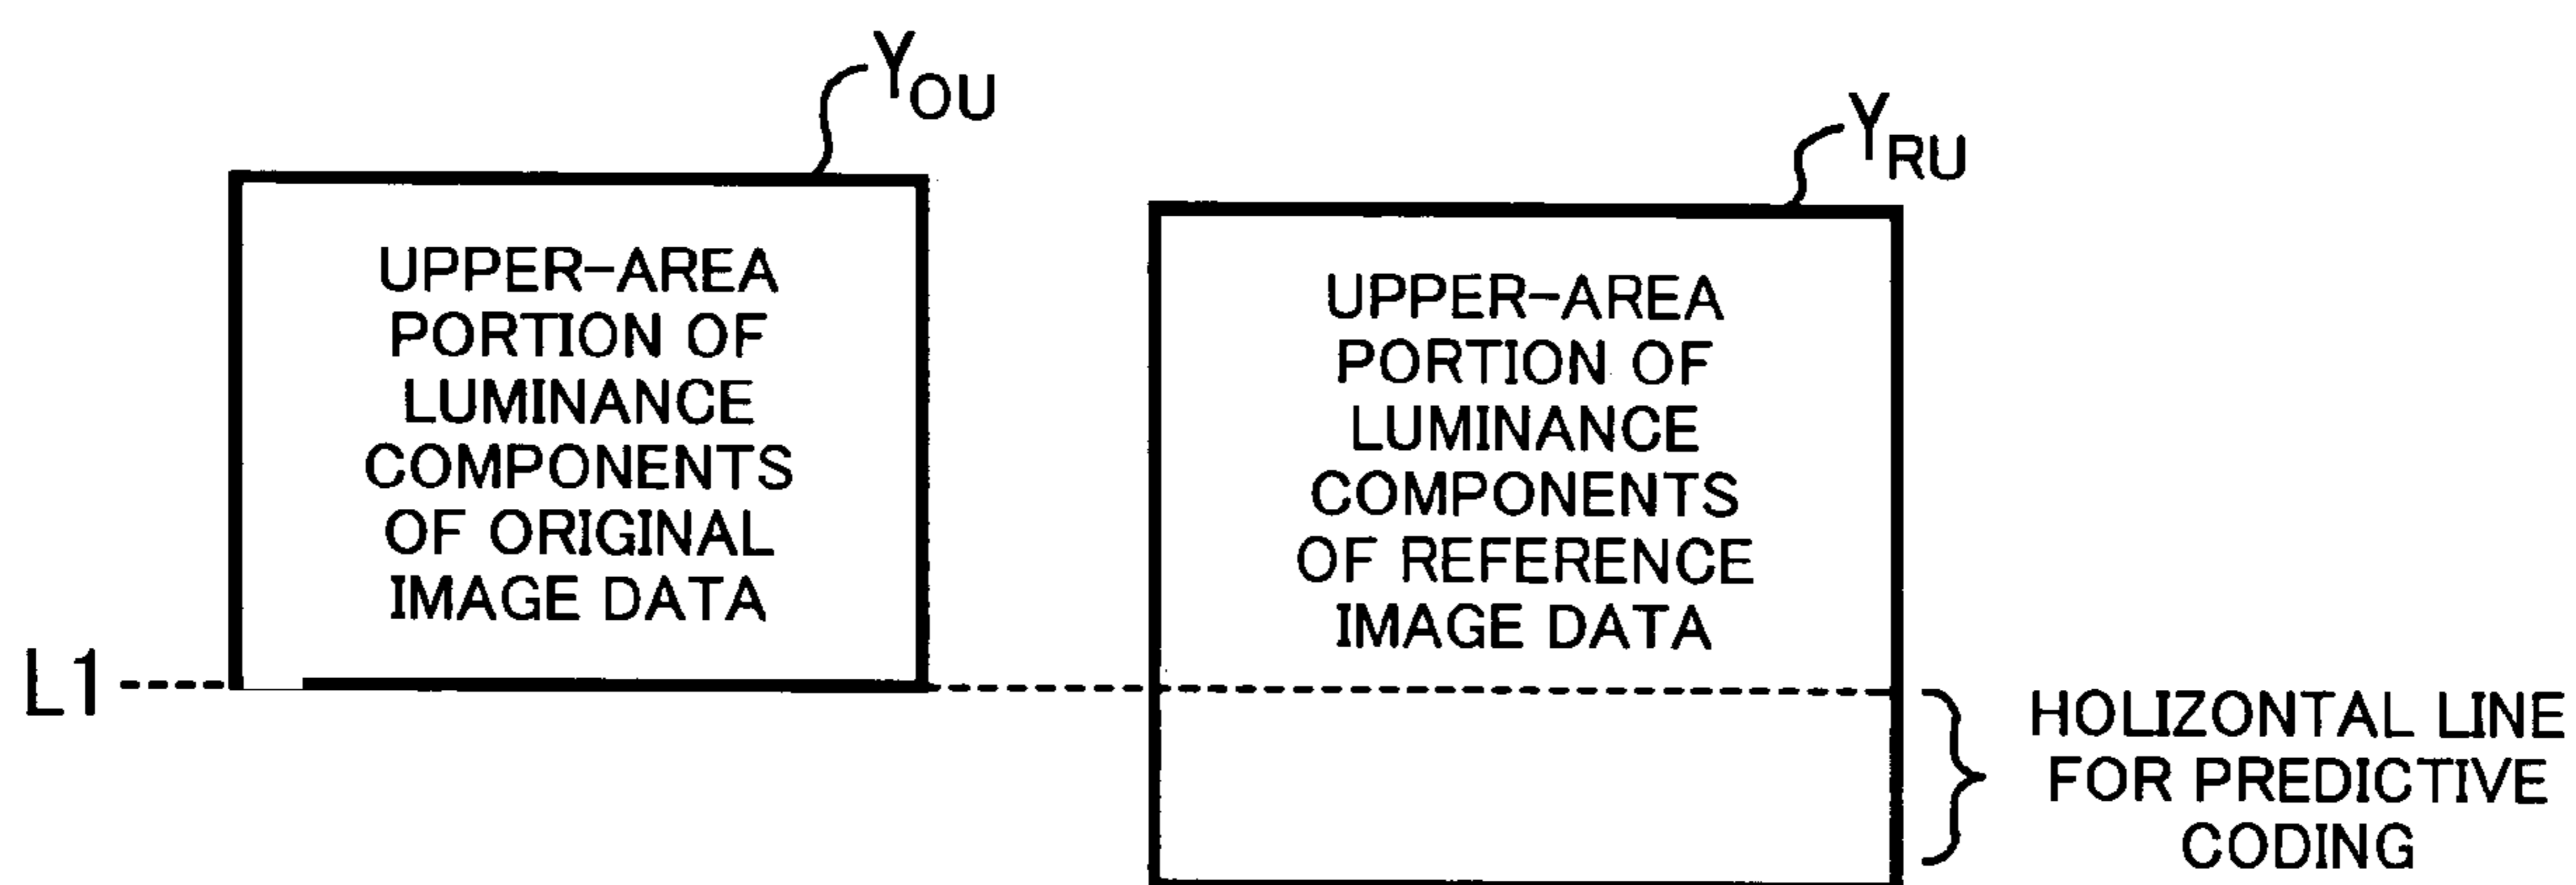 Y_OU
Y_RU
UPPER-AREA
PORTION OF
LUMINANCE
COMPONENTS
OF ORIGINAL
IMAGE DATA
UPPER-AREA
PORTION OF
LUMINANCE
COMPONENTS
OF REFERENCE
IMAGE DATA
L1
HOLIZONTAL LINE
FOR PREDICTIVE
CODING